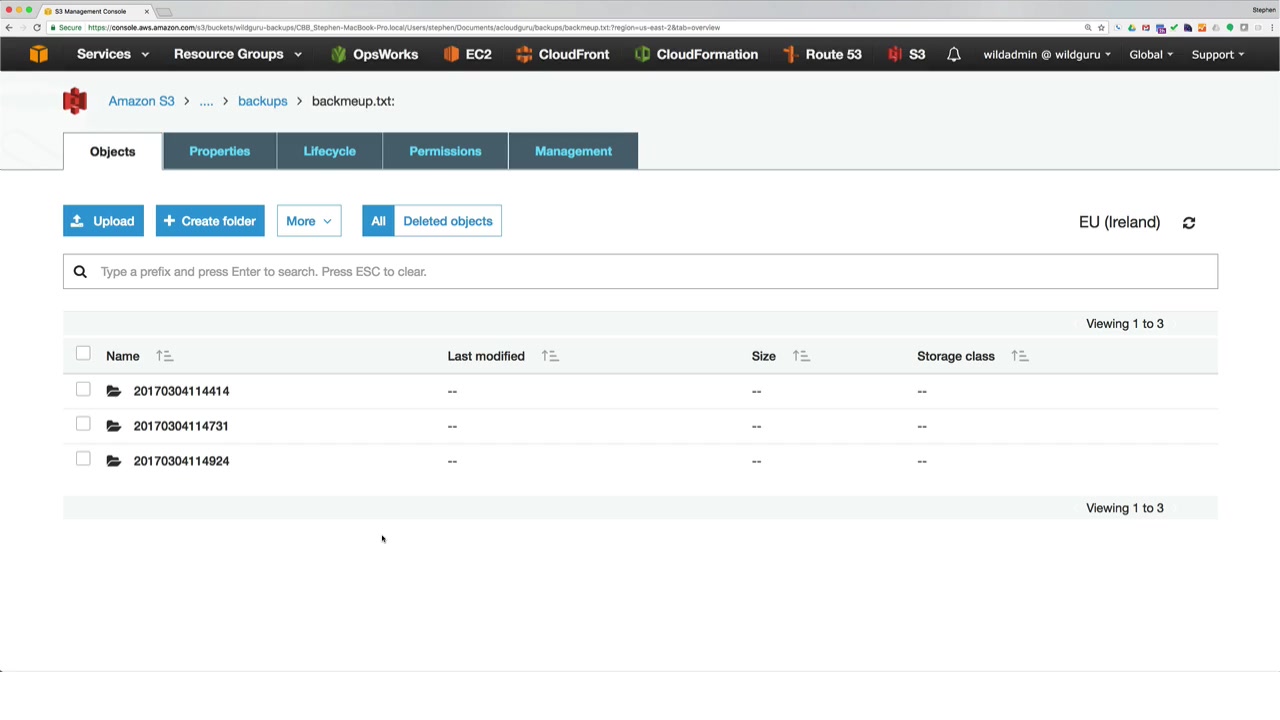 S3 Management Console
Stephen
Secure
https://console.aws.amazon.com/s3/buckets/wildguru-backups/CBB_Stephen-MacBook-Pro.local/Users/stephen/Documents/acloudguru/backups/backmeup.txt:?region=us-east-2&tab=overview
Services Resource Groups OpsWorks EC2 CloudFront CloudFormation Route 53 S3 wildadmin @ wildguru Global Support
Amazon S3 > .... > backups > backmeup.txt:
Objects Properties Lifecycle Permissions Management
Upload + Create folder More All Deleted objects EU (Ireland)
Type a prefix and press Enter to search. Press ESC to clear.
Viewing 1 to 3
Name Last modified Size Storage class
20170304114414 -- -- --
20170304114731 -- -- --
20170304114924 -- -- --
Viewing 1 to 3